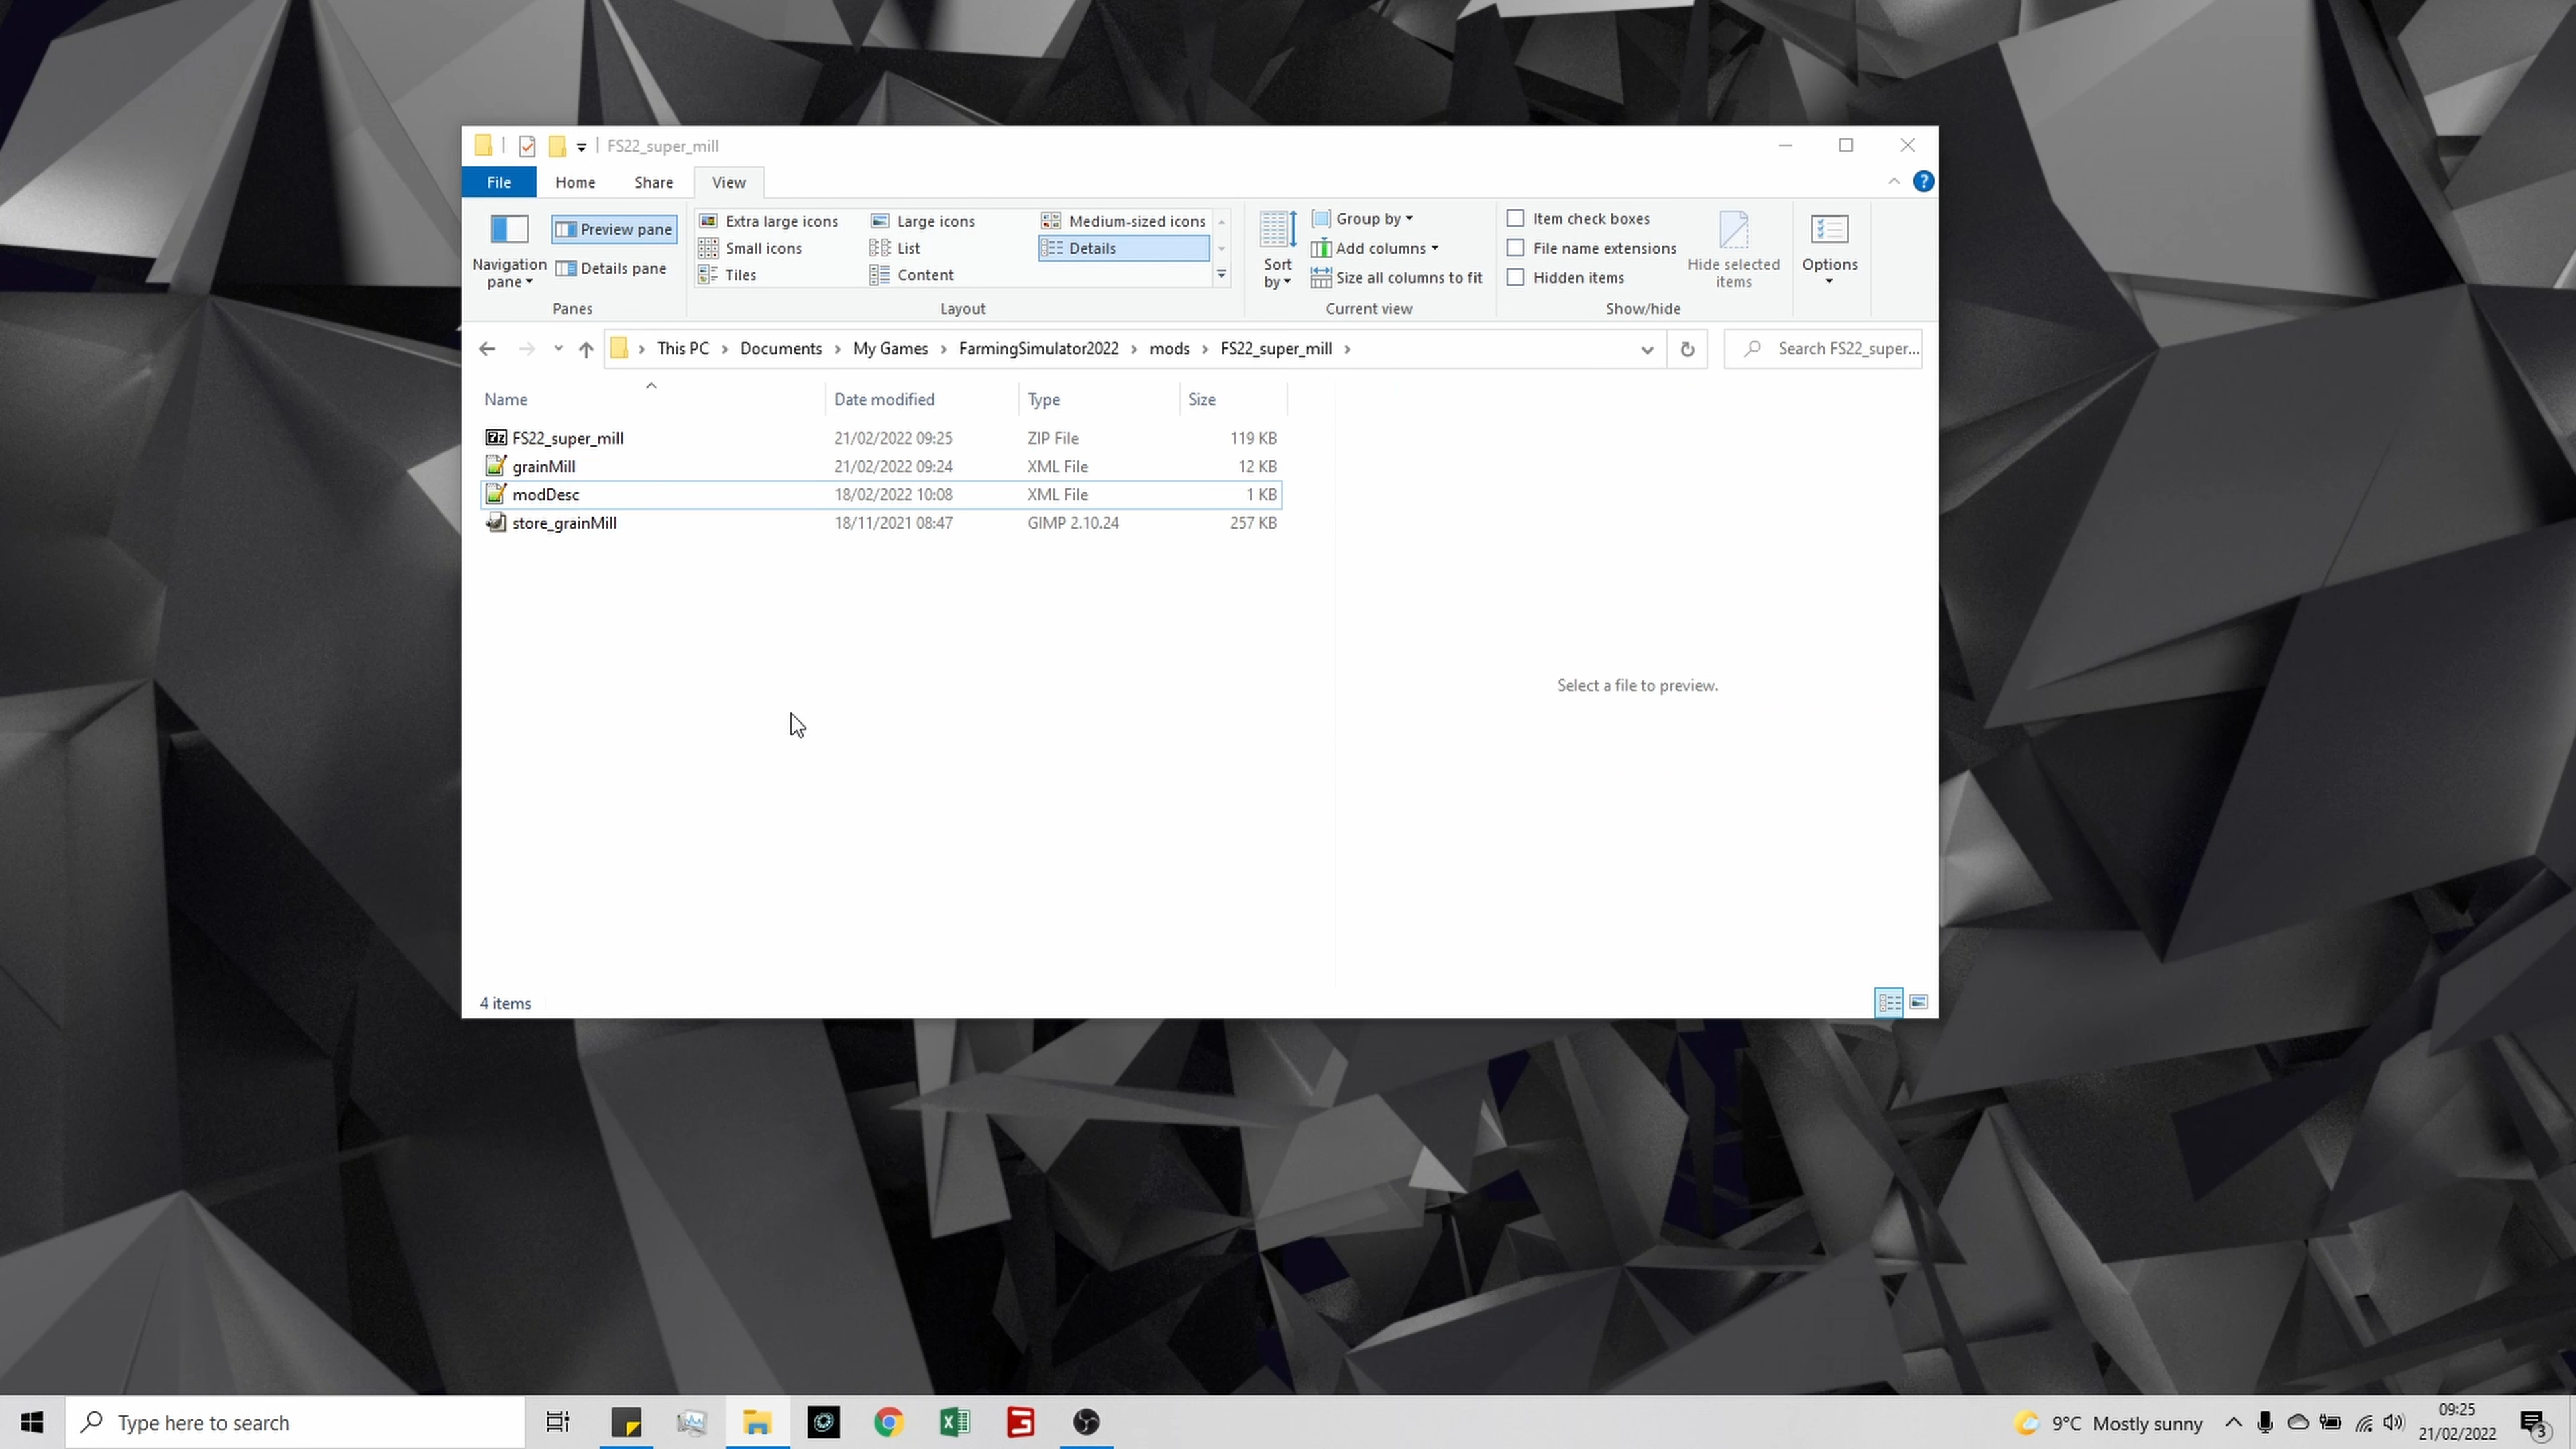 FS22_super_mill
File Home Share View
Navigation pane
Preview pane
Details pane
Panes
Extra large icons Large icons Medium-sized icons
Small icons List Details
Tiles Content
Layout
Sort by
Group by
Add columns
Size all columns to fit
Current view
Item check boxes
File name extensions
Hidden items
Hide selected items
Show/hide
Options
This PC Documents My Games FarmingSimulator2022 mods FS22_super_mill
Search FS22_super...
Name Date modified Type Size
FS22_super_mill 21/02/2022 09:25 ZIP File 119 KB
grainMill 21/02/2022 09:24 XML File 12 KB
modDesc 18/02/2022 10:08 XML File 1 KB
store_grainMill 18/11/2021 08:47 GIMP 2.10.24 257 KB
Select a file to preview.
4 items
Type here to search
9°C Mostly sunny
09:25
21/02/2022
3